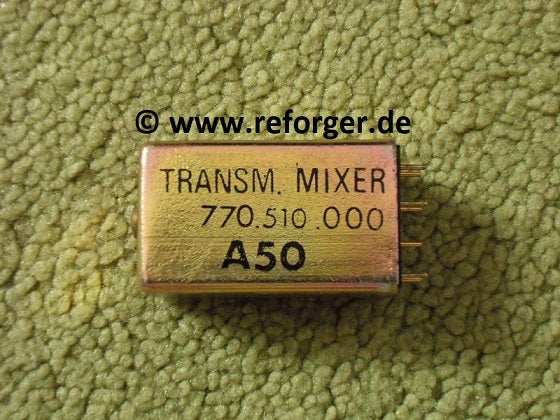 © www.reforger.de
TRANSM. MIXER
770.510.000
A50